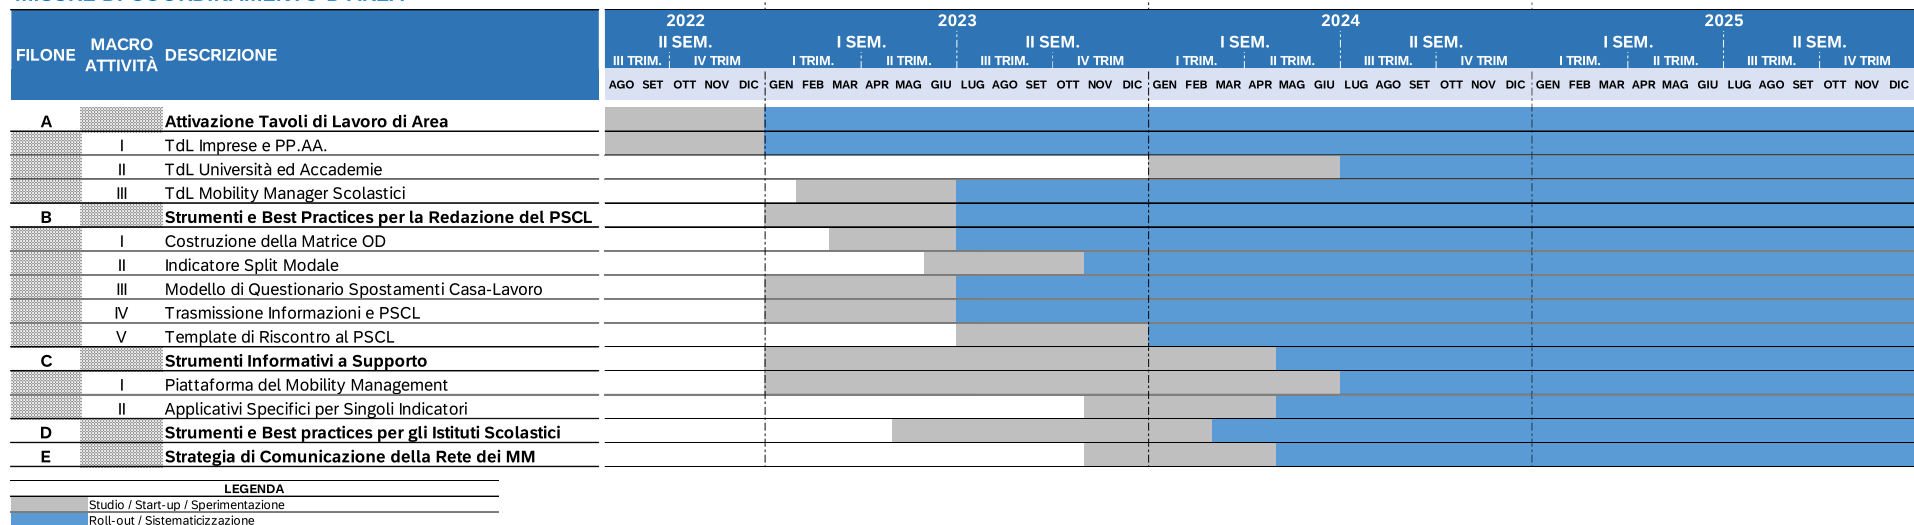 MISURE DI COORDINAMENTO D'AREA
2022 2023 2024 2025
II SEM. I SEM. II SEM. I SEM. II SEM. I SEM. II SEM.
FILONE MACRO ATTIVITÀ DESCRIZIONE
III TRIM. IV TRIM I TRIM. II TRIM. III TRIM. IV TRIM I TRIM. II TRIM. III TRIM. IV TRIM I TRIM. II TRIM. III TRIM. IV TRIM
AGO SET OTT NOV DIC GEN FEB MAR APR MAG GIU LUG AGO SET OTT NOV DIC GEN FEB MAR APR MAG GIU LUG AGO SET OTT NOV DIC GEN FEB MAR APR MAG GIU LUG AGO SET OTT NOV DIC
A Attivazione Tavoli di Lavoro di Area
I TdL Imprese e PP.AA.
II TdL Università ed Accademie
III TdL Mobility Manager Scolastici
B Strumenti e Best Practices per la Redazione del PSCL
I Costruzione della Matrice OD
II Indicatore Split Modale
III Modello di Questionario Spostamenti Casa-Lavoro
IV Trasmissione Informazioni e PSCL
V Template di Riscontro al PSCL
C Strumenti Informativi a Supporto
I Piattaforma del Mobility Management
II Applicativi Specifici per Singoli Indicatori
D Strumenti e Best practices per gli Istituti Scolastici
E Strategia di Comunicazione della Rete dei MM
LEGENDA
Studio / Start-up / Sperimentazione
Roll-out / Sistematicizzazione